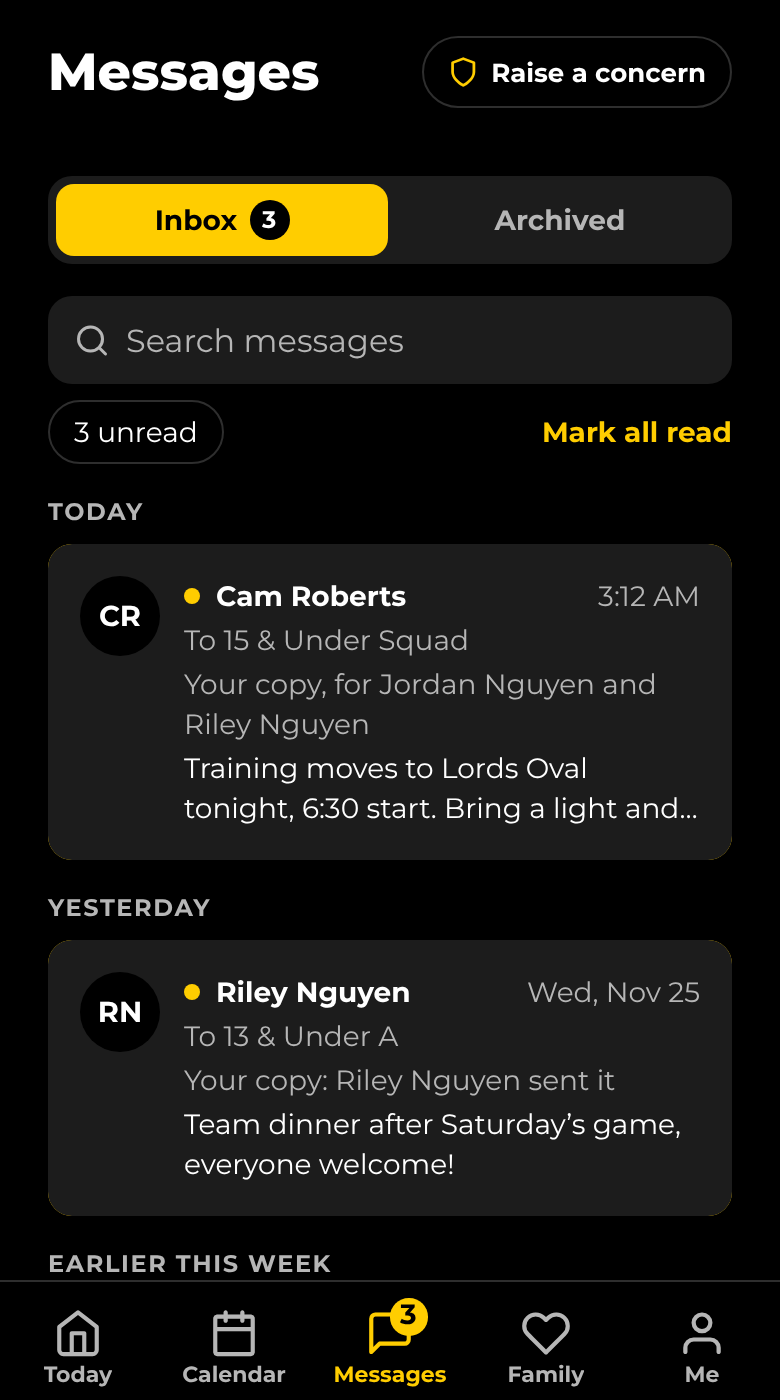 Messages
Raise a concern
Inbox 3
Archived
Search messages
3 unread
Mark all read
TODAY
CR
Cam Roberts
3:12 AM
To 15 & Under Squad
Your copy, for Jordan Nguyen and
Riley Nguyen
Training moves to Lords Oval
tonight, 6:30 start. Bring a light and...
YESTERDAY
RN
Riley Nguyen
Wed, Nov 25
To 13 & Under A
Your copy: Riley Nguyen sent it
Team dinner after Saturday’s game,
everyone welcome!
EARLIER THIS WEEK
3
Today
Calendar
Messages
Family
Me